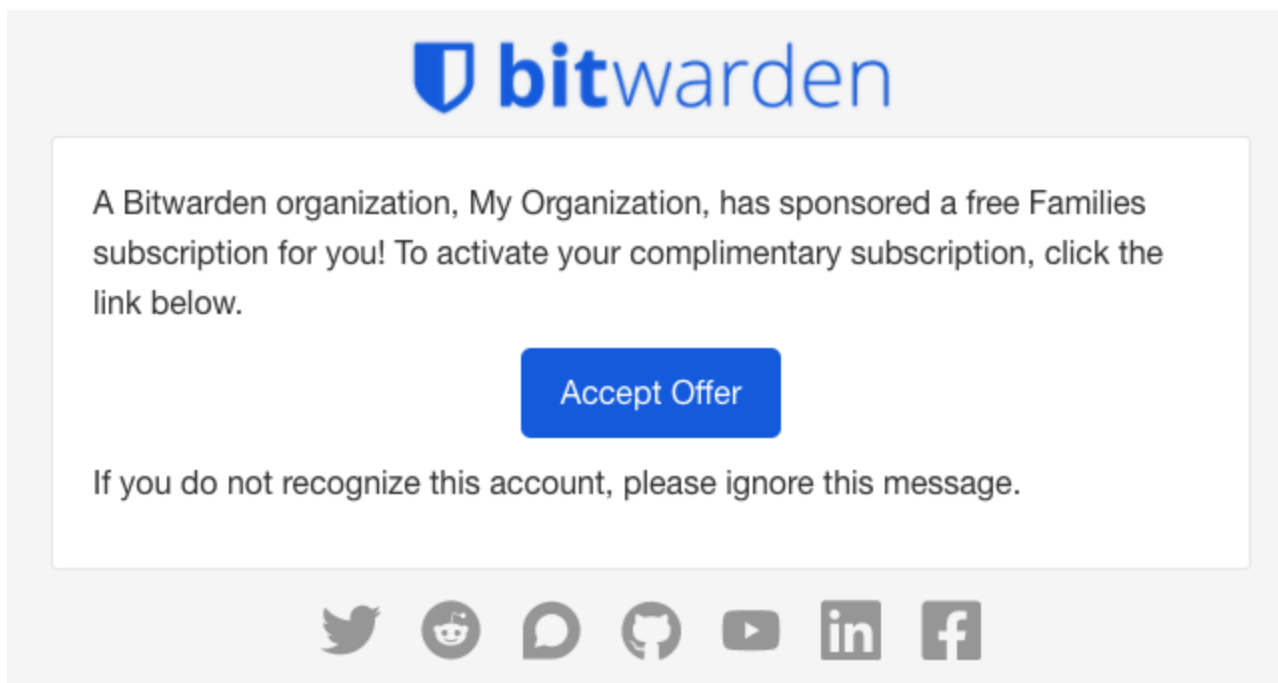 bitwarden
A Bitwarden organization, My Organization, has sponsored a free Families
subscription for you! To activate your complimentary subscription, click the
link below.
Accept Offer
If you do not recognize this account, please ignore this message.
in